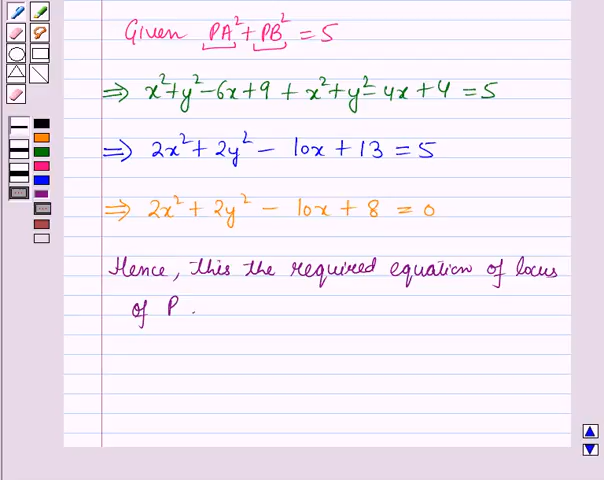 Given PA²+PB² = 5
⇒ x²+y²-6x+9 + x²+y²-4x+4 = 5
⇒ 2x²+2y² - 10x+13 = 5
⇒ 2x²+2y² - 10x+8 = 0
Hence, this the required equation of locus
of P.